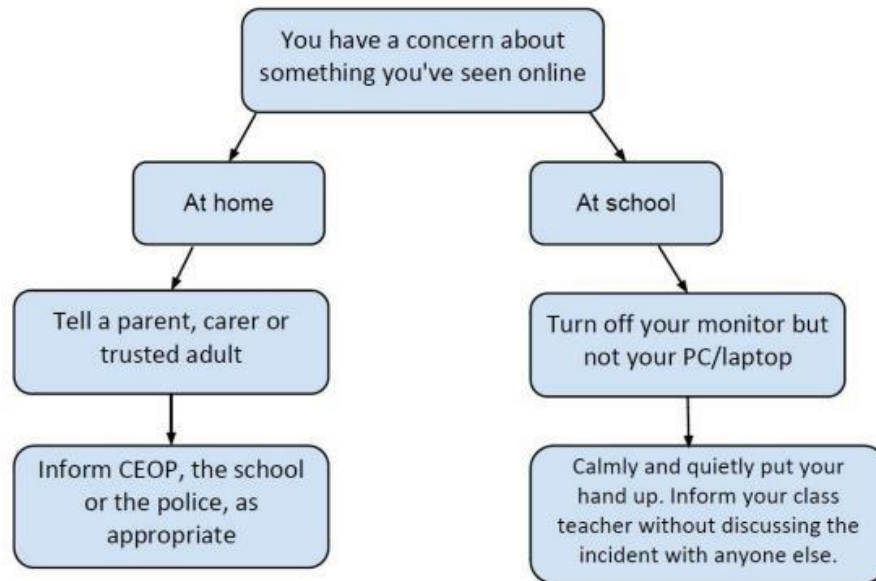 You have a concern about
something you've seen online
At home
At school
Tell a parent, carer or
trusted adult
Turn off your monitor but
not your PC/laptop
Inform CEOP, the school
or the police, as
appropriate
Calmly and quietly put your
hand up. Inform your class
teacher without discussing the
incident with anyone else.